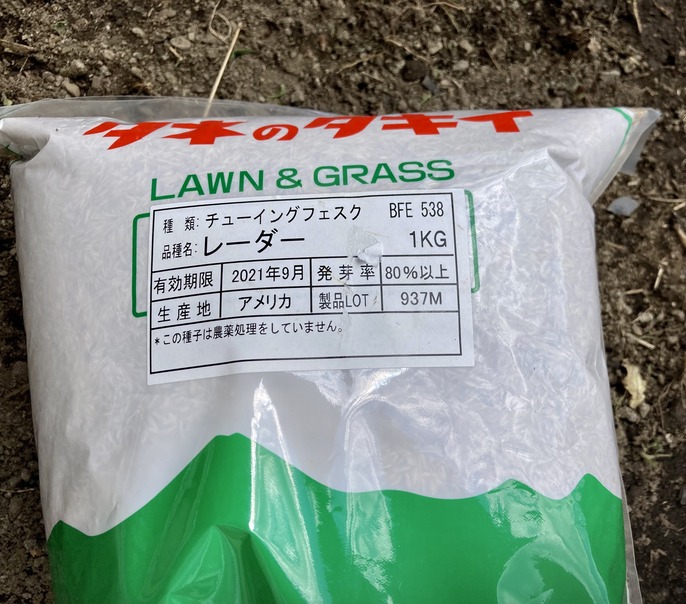 タネのタキイ
LAWN & GRASS
種 類: チューイングフェスク BFE 538
品種名: レーダー 1KG
有効期限 2021年9月 発芽率 80%以上
生産地 アメリカ 製品LOT 937M
*この種子は農薬処理をしていません。